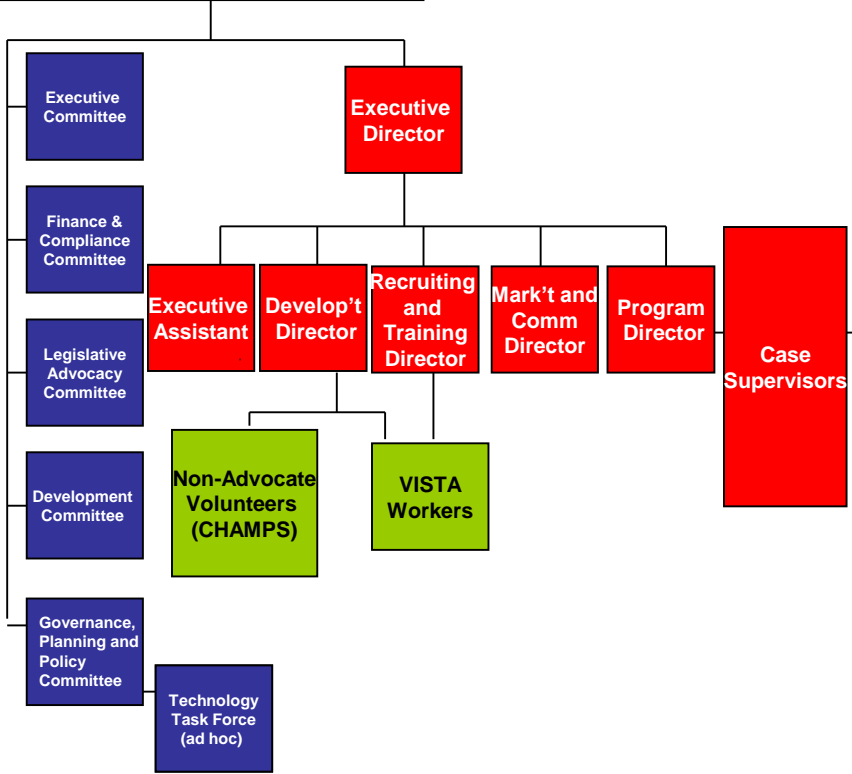 Executive
Committee
Executive
Director
Finance &
Compliance
Committee
Executive
Assistant
Develop't
Director
Recruiting
and
Training
Director
Mark't and
Comm
Director
Program
Director
Case
Supervisors
Legislative
Advocacy
Committee
Non-Advocate
Volunteers
(CHAMPS)
VISTA
Workers
Development
Committee
Governance,
Planning and
Policy
Committee
Technology
Task Force
(ad hoc)